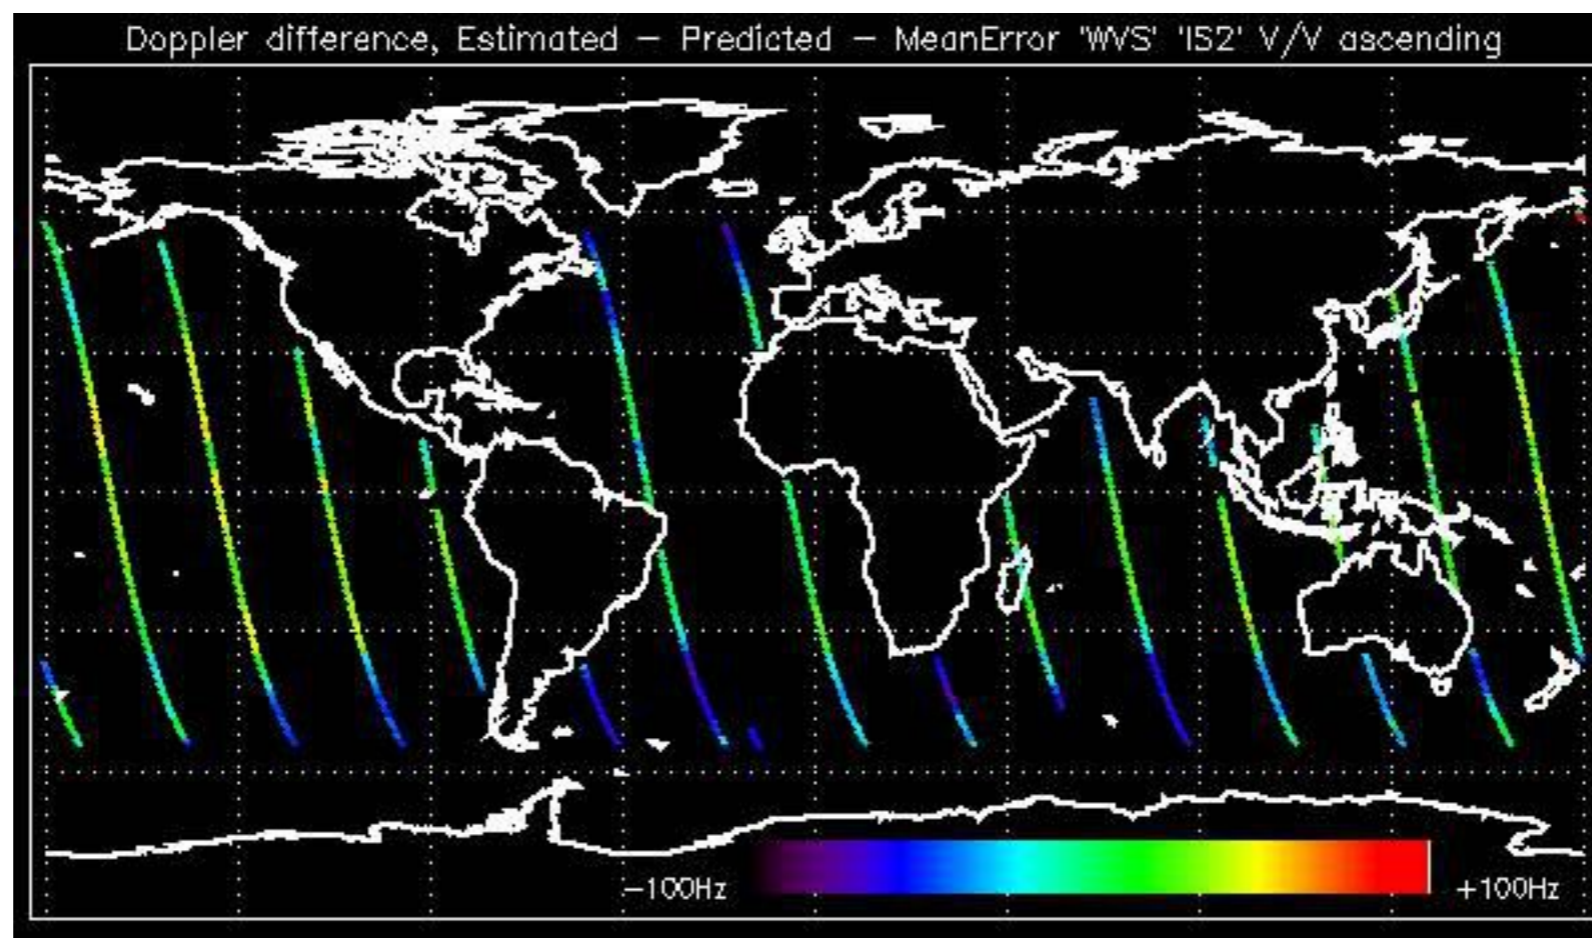 Doppler difference, Estimated – Predicted – MeanError 'WVS' 'IS2' V/V ascending
−100Hz
+100Hz